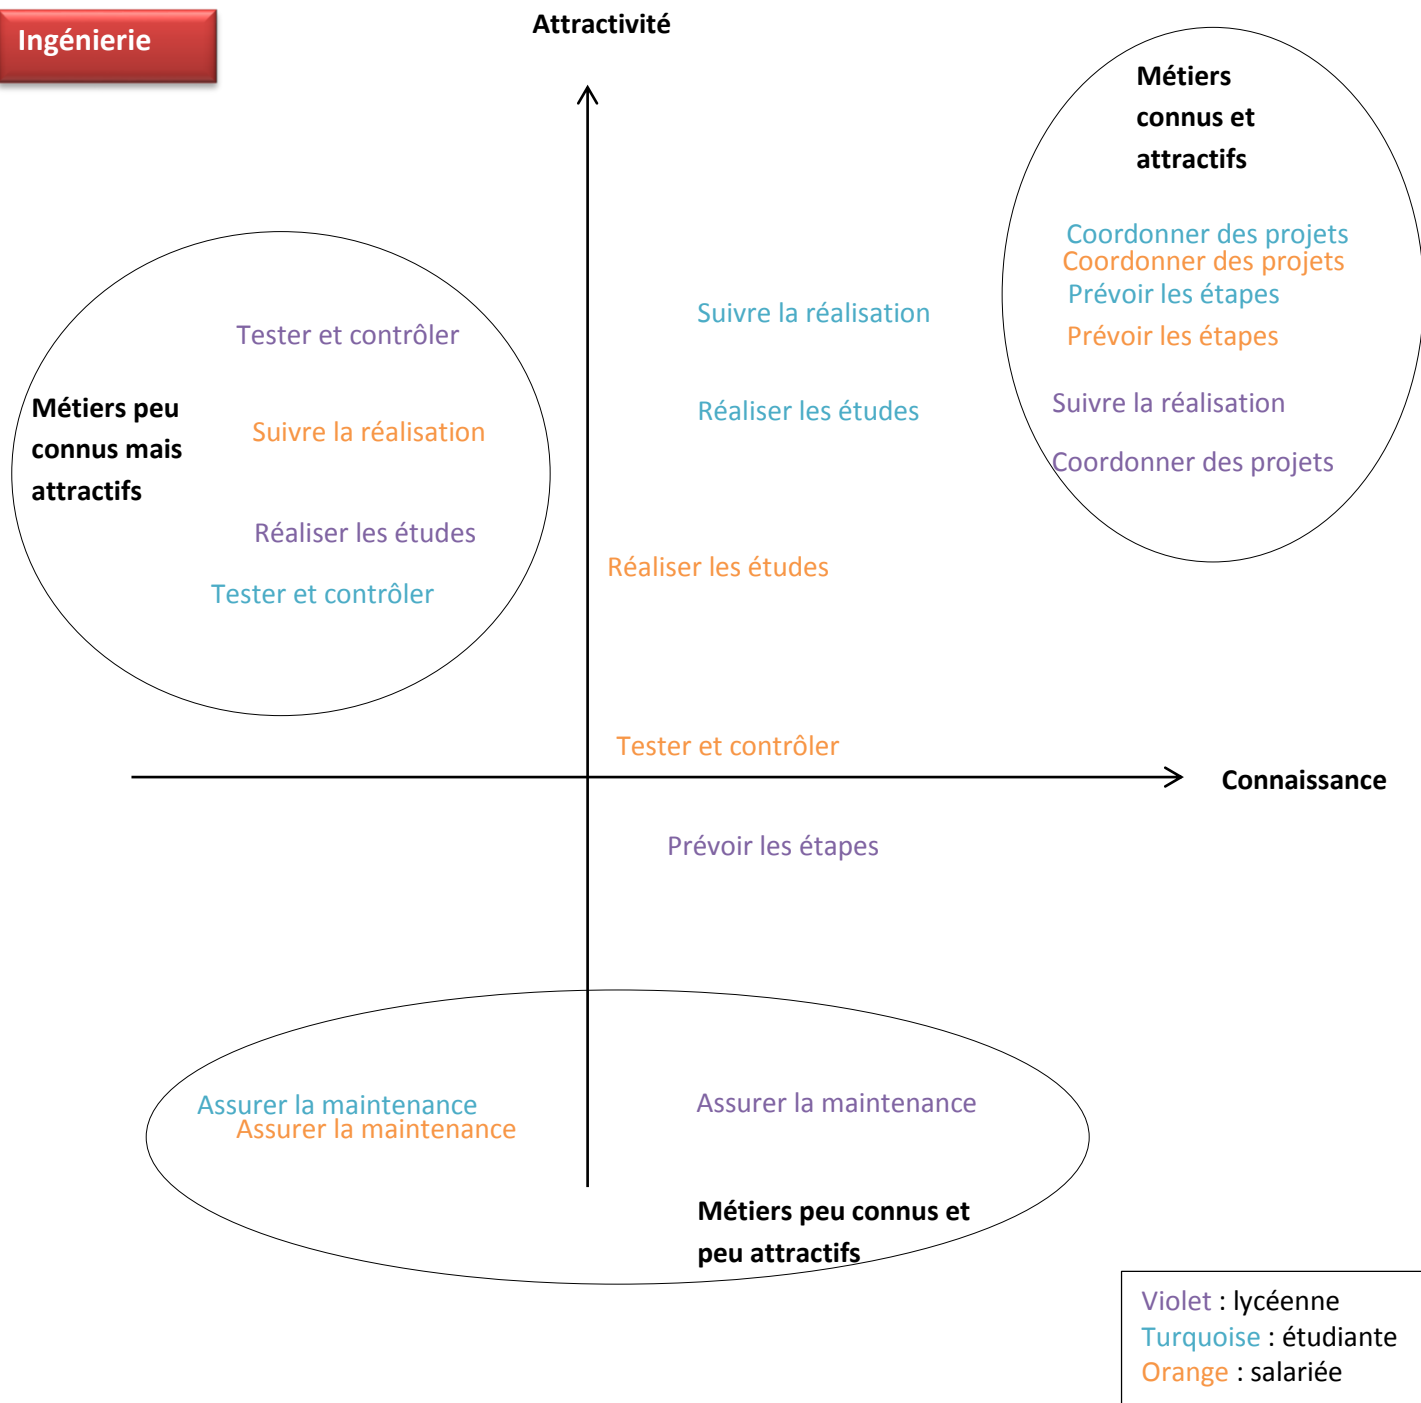 Ingénierie
Attractivité
Métiers
connus et
attractifs
Coordonner des projets
Coordonner des projets
Prévoir les étapes
Prévoir les étapes
Suivre la réalisation
Coordonner des projets
Suivre la réalisation
Réaliser les études
Réaliser les études
Tester et contrôler
Tester et contrôler
Métiers peu
connus mais
attractifs
Suivre la réalisation
Réaliser les études
Tester et contrôler
Connaissance
Prévoir les étapes
Assurer la maintenance
Assurer la maintenance
Assurer la maintenance
Métiers peu connus et
peu attractifs
Violet : lycéenne
Turquoise : étudiante
Orange : salariée